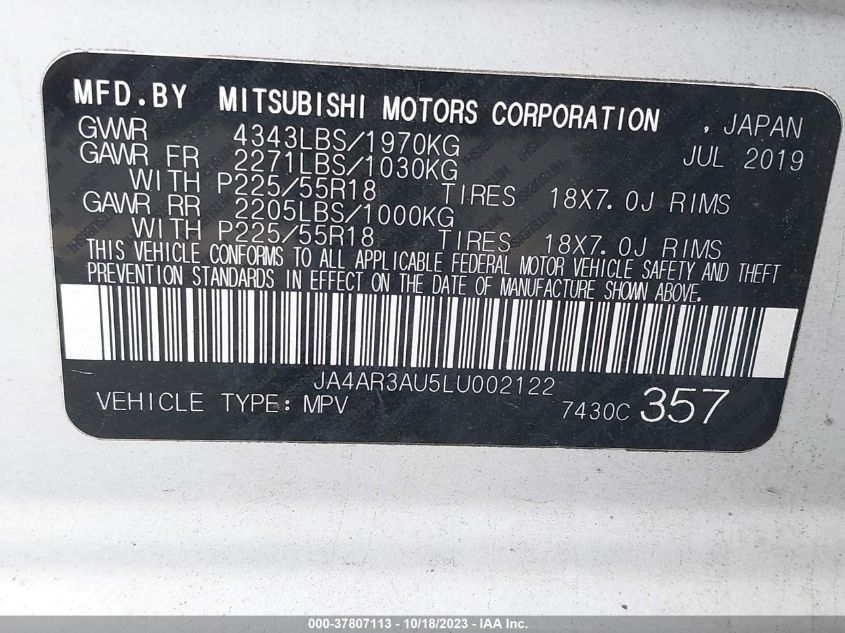 MFD.BY MITSUBISHI MOTORS CORPORATION , JAPAN
GVWR 4343LBS/1970KG JUL 2019
GAWR FR 2271LBS/1030KG
WITH P225/55R18 TIRES 18X7.0J RIMS
GAWR RR 2205LBS/1000KG
WITH P225/55R18 TIRES 18X7.0J RIMS
THIS VEHICLE CONFORMS TO ALL APPLICABLE FEDERAL MOTOR VEHICLE SAFETY AND THEFT
PREVENTION STANDARDS IN EFFECT ON THE DATE OF MANUFACTURE SHOWN ABOVE.
JA4AR3AU5LU002122
VEHICLE TYPE: MPV 7430C 357
000-37807113 - 10/18/2023 - IAA Inc.